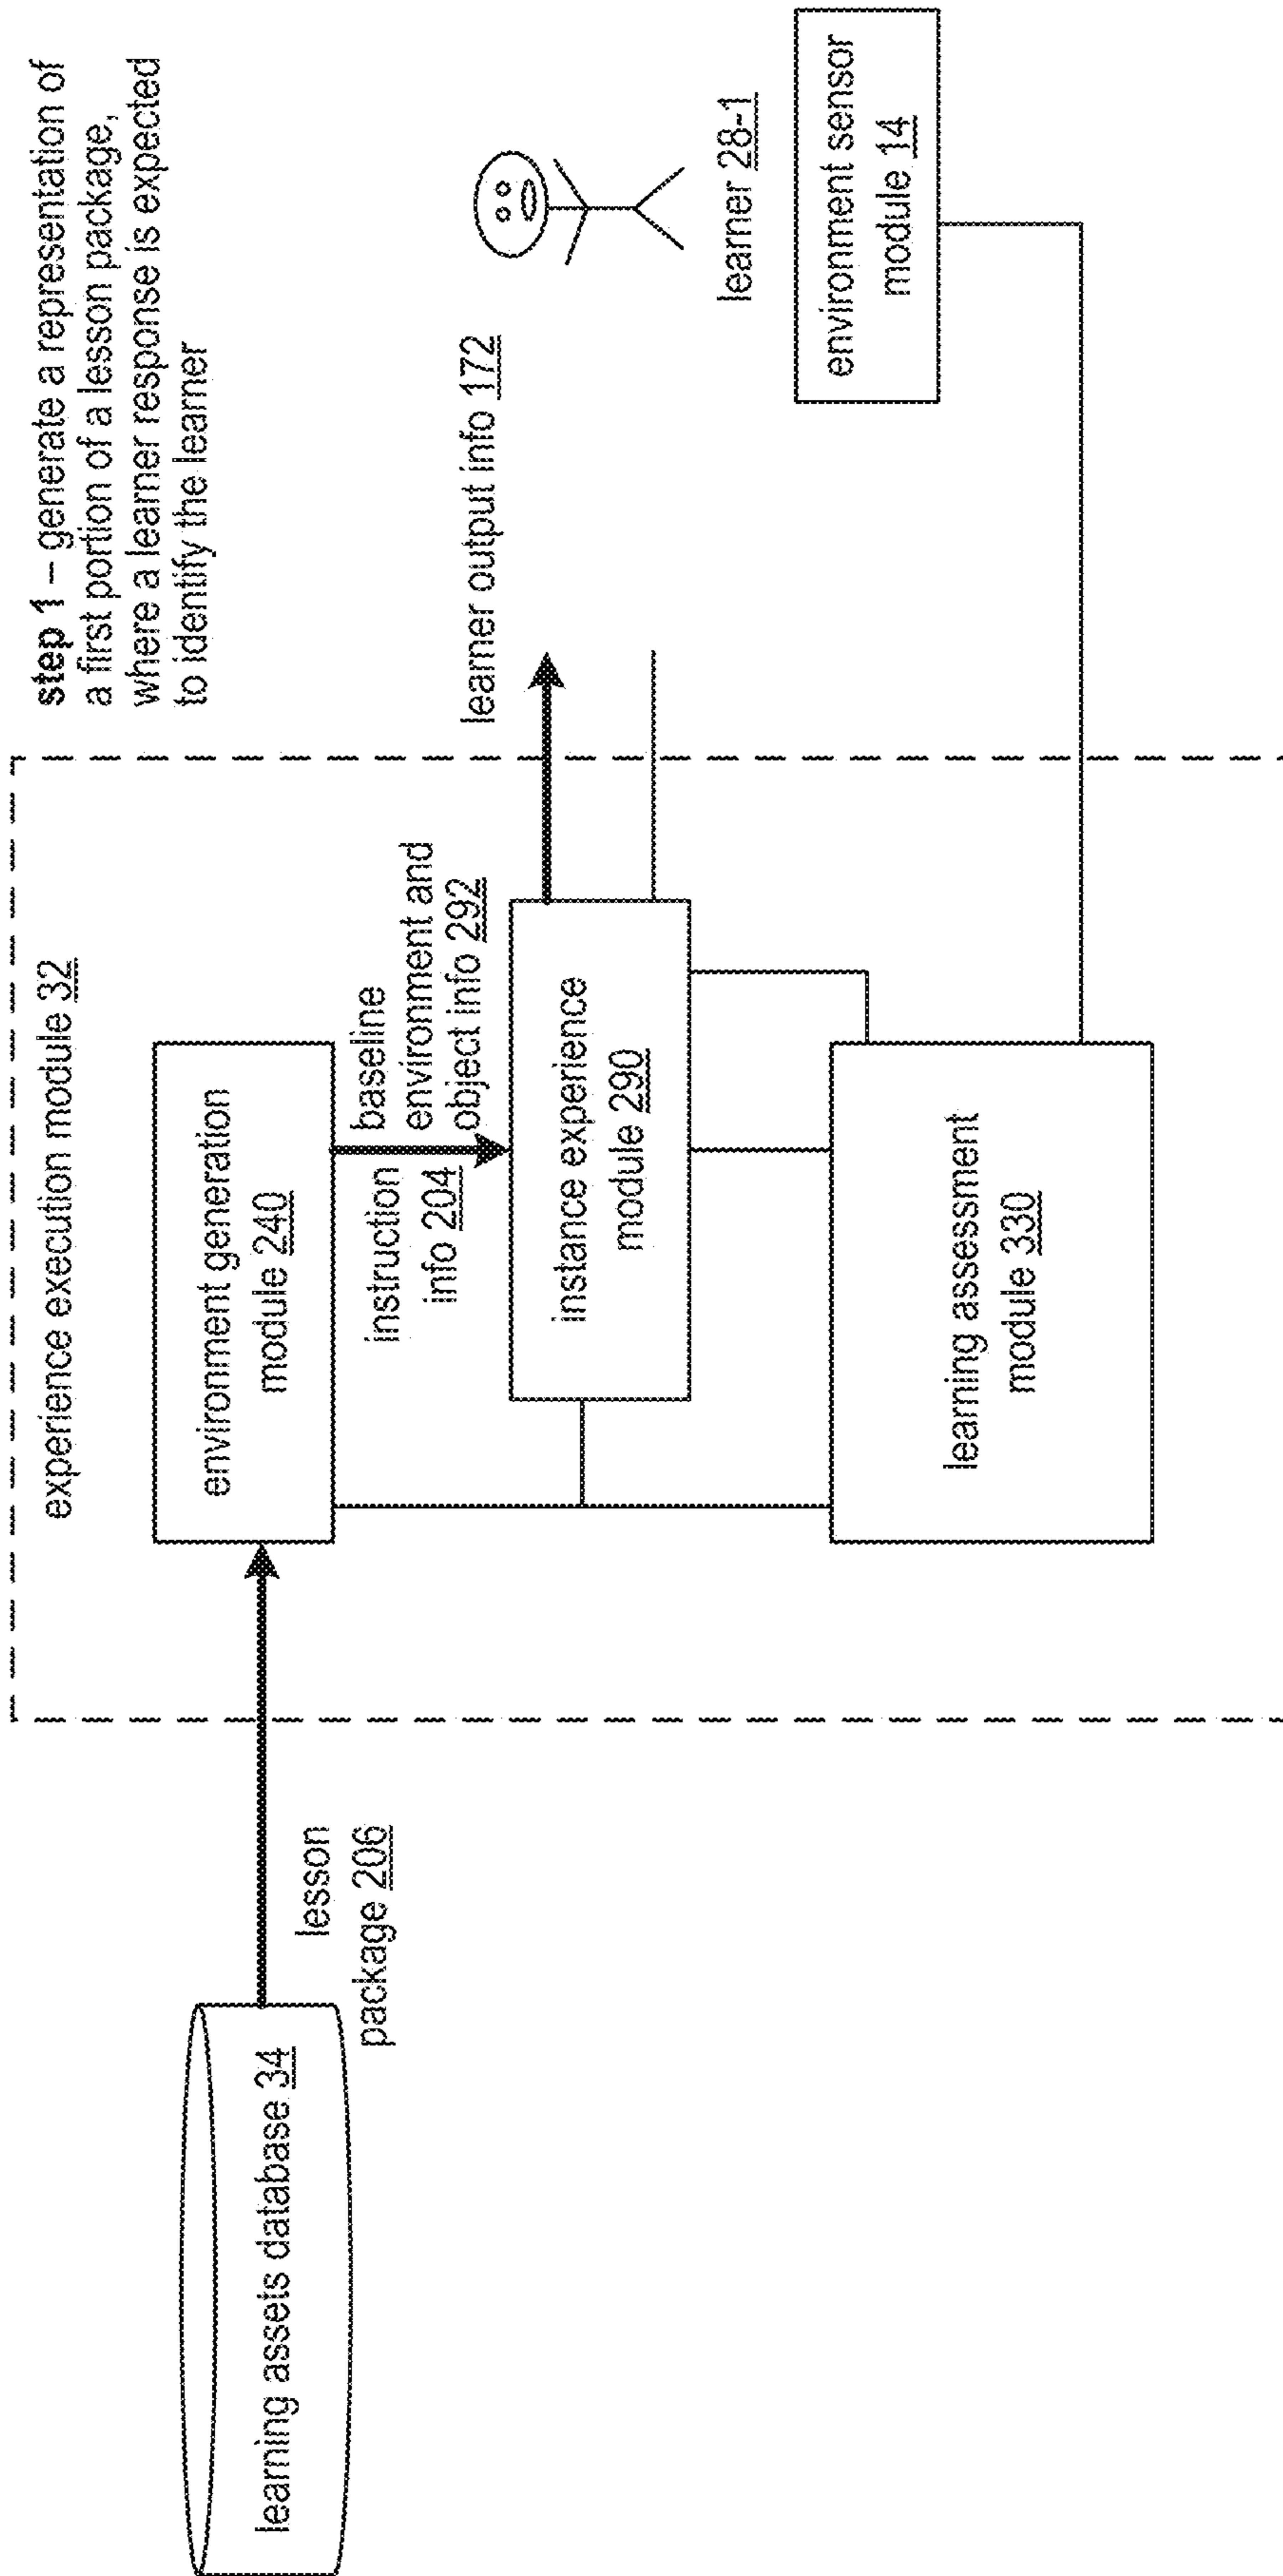 step 1 – generate a representation of
a first portion of a lesson package,
where a learner response is expected
to identify the learner
experience execution module 32
learning assets database 34
lesson
package 206
environment generation
module 240
instruction
info 204
baseline
environment and
object info 292
instance experience
module 290
learner output info 172
learner 28-1
learning assessment
module 330
environment sensor
module 14